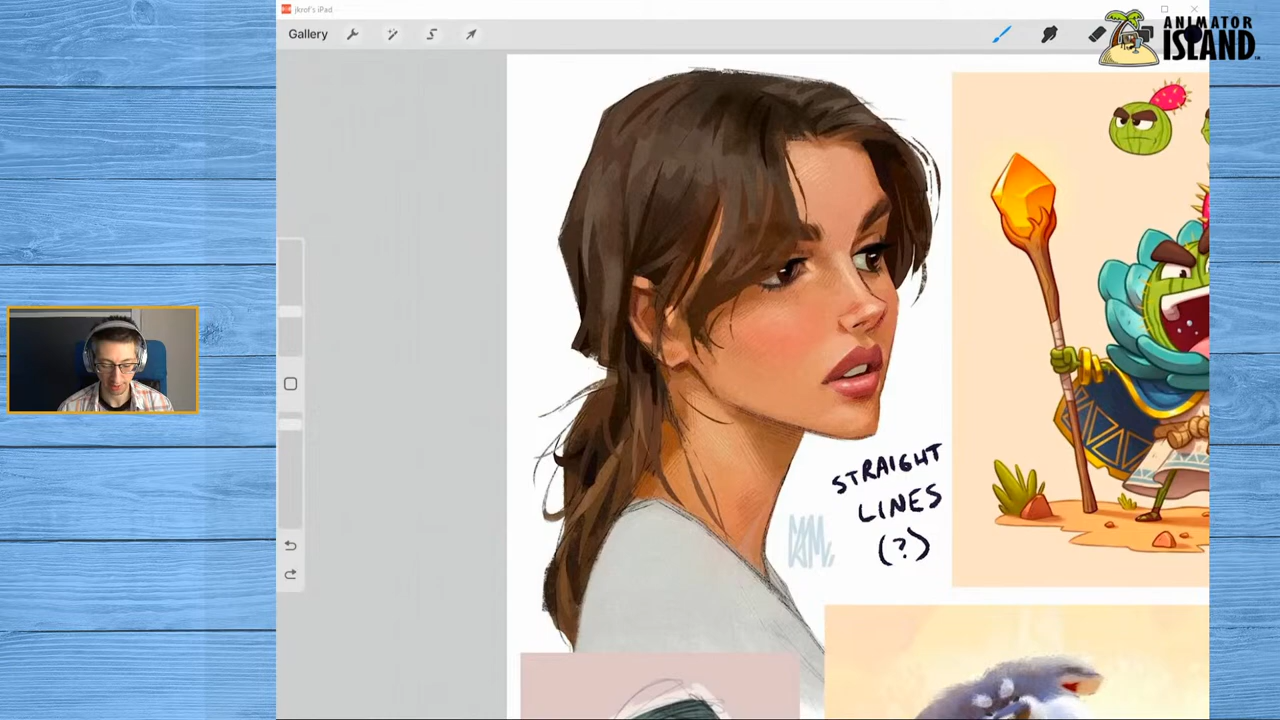 jkrof's iPad
Gallery
ANIMATOR
ISLAND
STRAIGHT
LINES
(?)